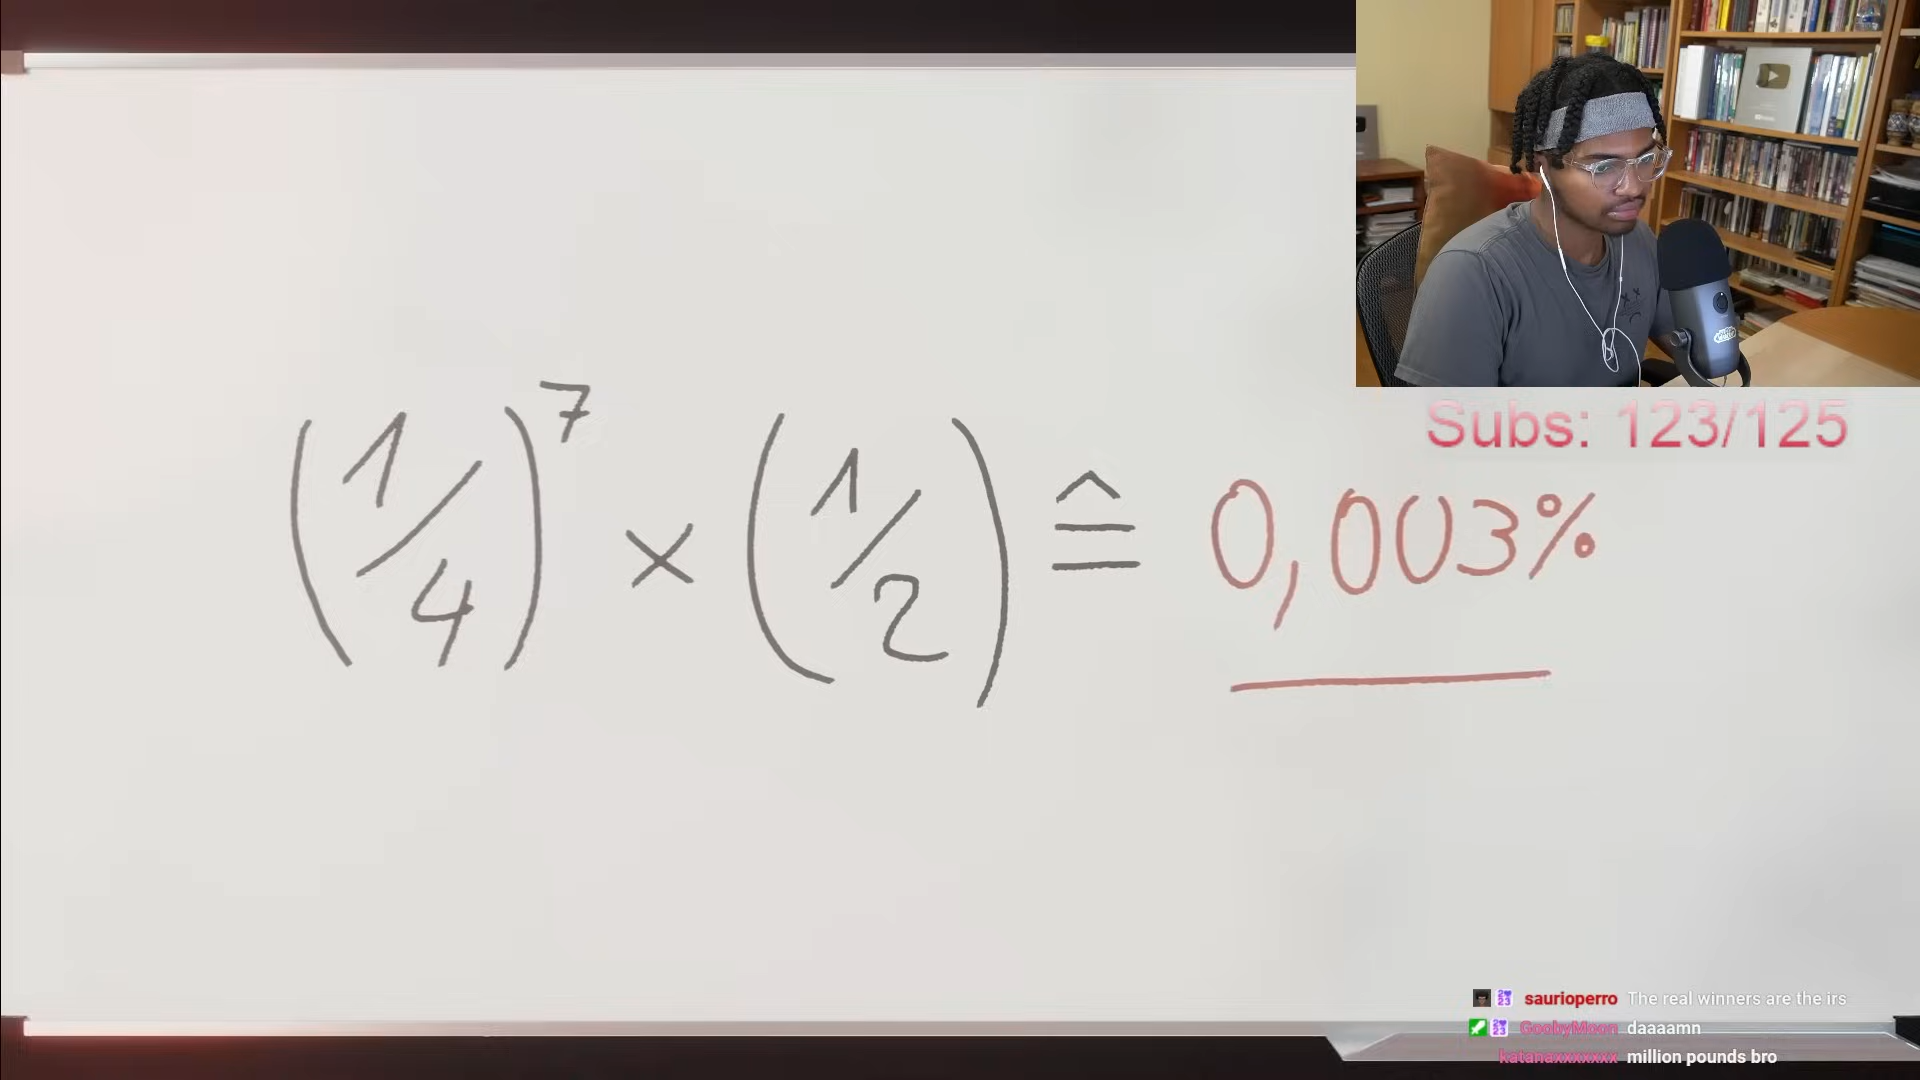 (1/4)⁷ × (1/2) ≙ 0,003%
Subs: 123/125
saurioperro The real winners are the irs
GoobyMoon daaaamn
million pounds bro